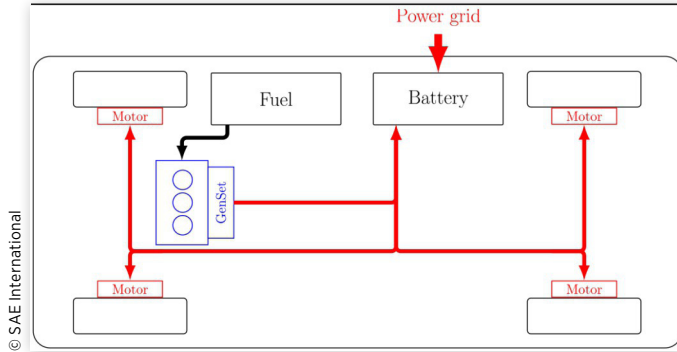 Power grid
Motor
Fuel
Battery
Motor
GenSet
Motor
Motor
© SAE International